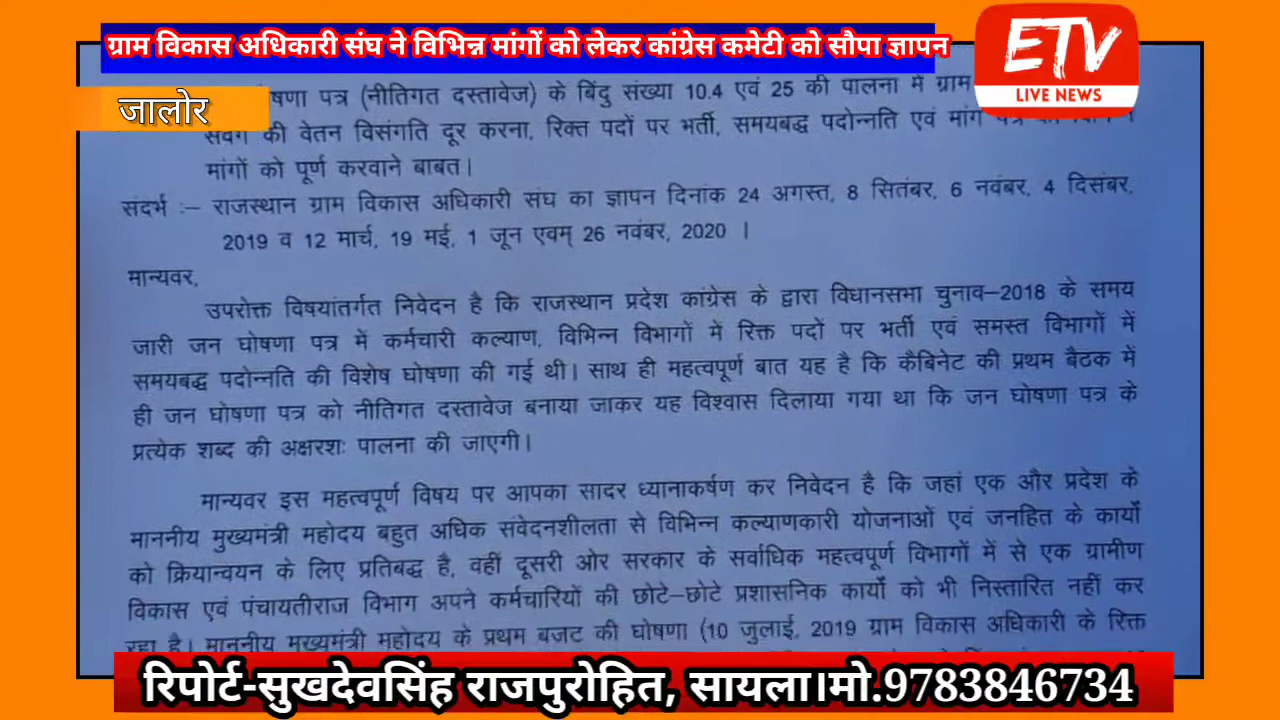 ग्राम विकास अधिकारी संघ ने विभिन्न मांगों को लेकर कांग्रेस कमेटी को सौपा ज्ञापन
ETV
LIVE NEWS
जालोर
षणा पत्र (नीतिगत दस्तावेज) के बिंदु संख्या 10.4 एवं 25 की पालना में ग्राम
संवर्ग की वेतन विसंगति दूर करना, रिक्त पदों पर भर्ती, समयबद्ध पदोन्नति एवं मांग पत्र
मांगों को पूर्ण करवाने बाबत।
संदर्भ :– राजस्थान ग्राम विकास अधिकारी संघ का ज्ञापन दिनांक 24 अगस्त, 8 सितंबर, 6 नवंबर, 4 दिसंबर,
2019 व 12 मार्च, 19 मई, 1 जून एवम् 26 नवंबर, 2020 ।
मान्यवर,
उपरोक्त विषयांतर्गत निवेदन है कि राजस्थान प्रदेश कांग्रेस के द्वारा विधानसभा चुनाव–2018 के समय
जारी जन घोषणा पत्र में कर्मचारी कल्याण, विभिन्न विभागों में रिक्त पदों पर भर्ती एवं समस्त विभागों में
समयबद्ध पदोन्नति की विशेष घोषणा की गई थी। साथ ही महत्वपूर्ण बात यह है कि कैबिनेट की प्रथम बैठक में
ही जन घोषणा पत्र को नीतिगत दस्तावेज बनाया जाकर यह विश्वास दिलाया गया था कि जन घोषणा पत्र के
प्रत्येक शब्द की अक्षरशः पालना की जाएगी।
मान्यवर इस महत्वपूर्ण विषय पर आपका सादर ध्यानाकर्षण कर निवेदन है कि जहां एक और प्रदेश के
माननीय मुख्यमंत्री महोदय बहुत अधिक संवेदनशीलता से विभिन्न कल्याणकारी योजनाओं एवं जनहित के कार्यों
को क्रियान्वयन के लिए प्रतिबद्ध है, वहीं दूसरी ओर सरकार के सर्वाधिक महत्वपूर्ण विभागों में से एक ग्रामीण
विकास एवं पंचायतीराज विभाग अपने कर्मचारियों की छोटे–छोटे प्रशासनिक कार्यों को भी निस्तारित नहीं कर
रहा है। माननीय मुख्यमंत्री महोदय के प्रथम बजट की घोषणा (10 जुलाई, 2019 ग्राम विकास अधिकारी के रिक्त
रिपोर्ट-सुखदेवसिंह राजपुरोहित, सायला।मो.9783846734